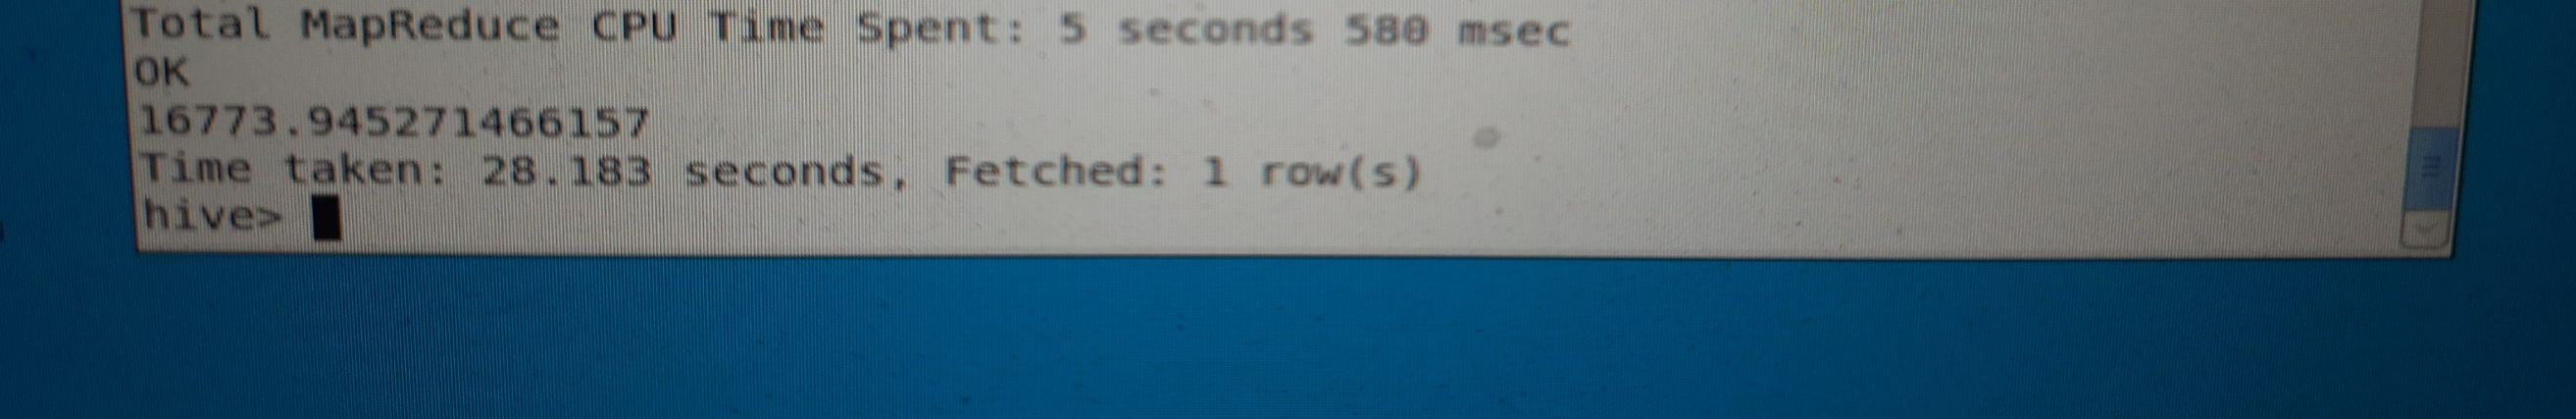 Total MapReduce CPU Time Spent: 5 seconds 580 msec
OK
16773.945271466157
Time taken: 28.183 seconds, Fetched: 1 row(s)
hive>